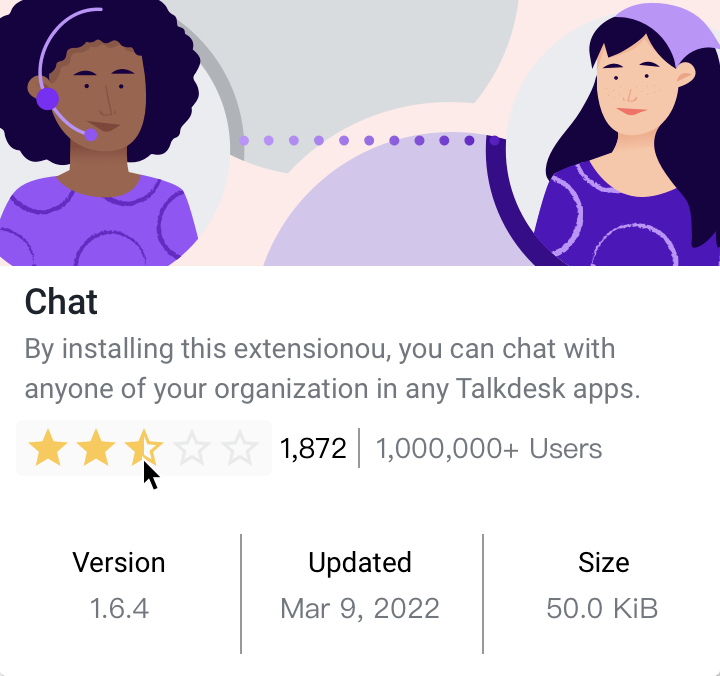 Chat
By installing this extensionou, you can chat with
anyone of your organization in any Talkdesk apps.
1,872 1,000,000+ Users
Version Updated Size
1.6.4 Mar 9, 2022 50.0 KiB